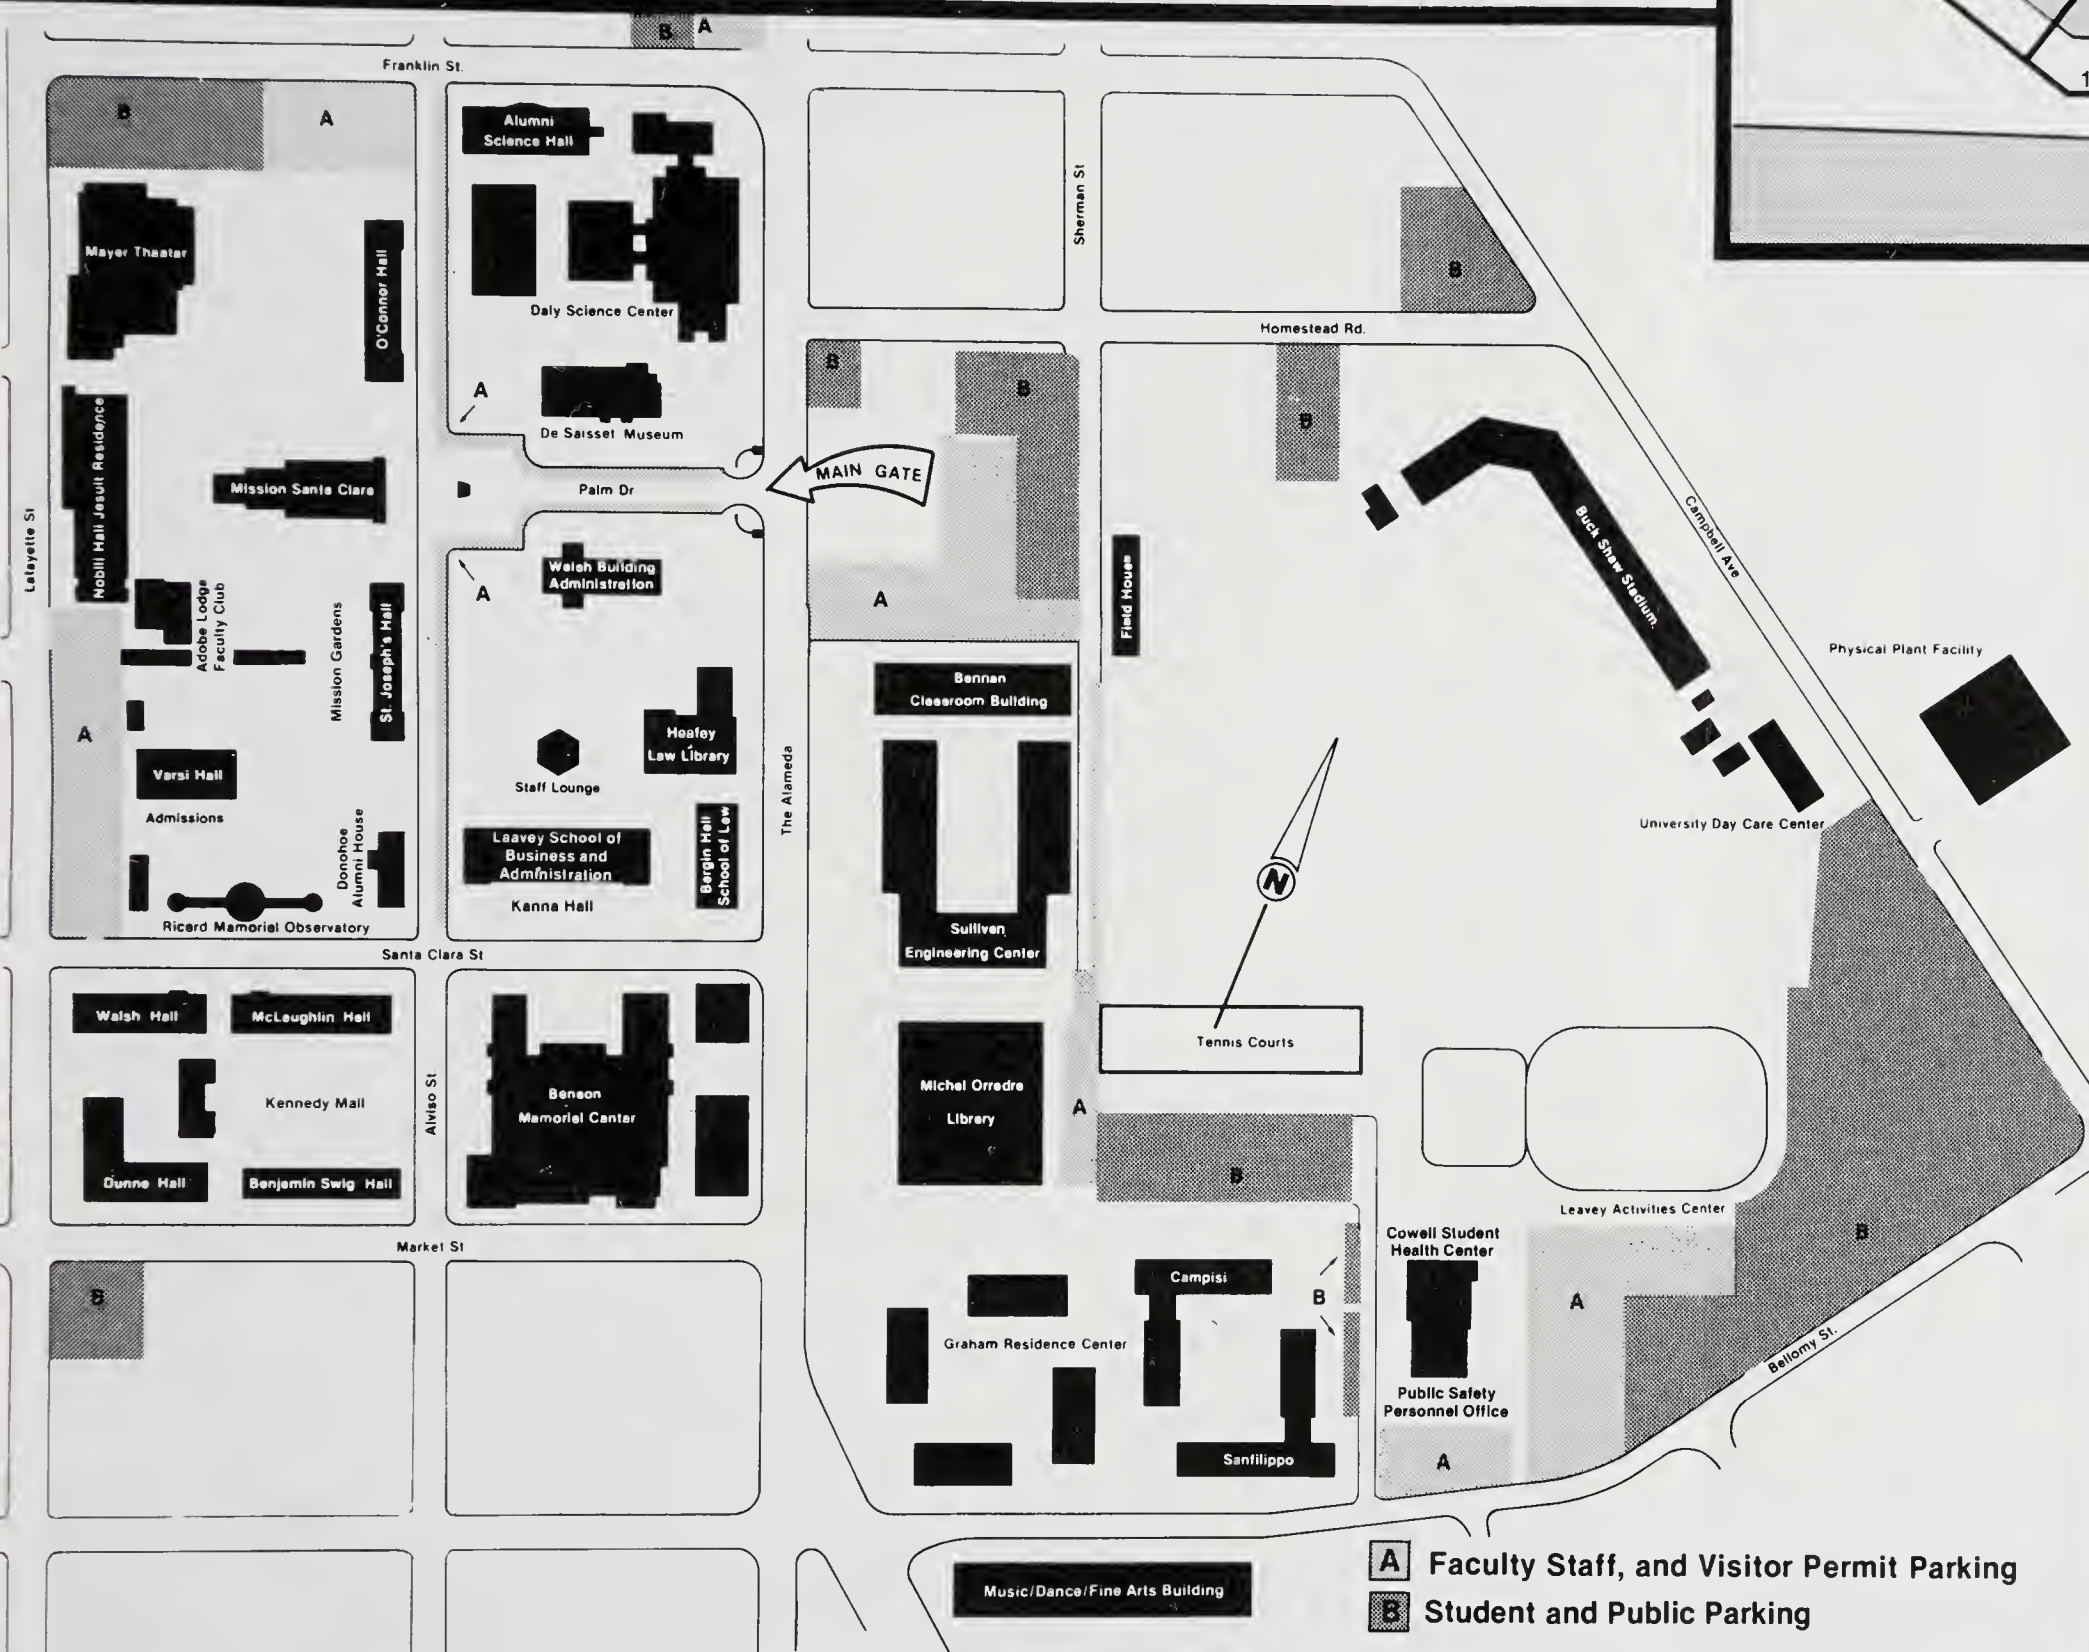 B
A
Franklin St.
B
A
Alumni
Science Hall
Sherman St
Mayer Theater
O'Connor Hall
B
Daly Science Center
Homestead Rd.
B
B
B
A
De Saisset Museum
MAIN GATE
Palm Dr
Mission Santa Clara
Nobili Hall Jesuit Residence
Lafayette St
Buck Shaw Stadium
Campbell Ave
Welsh Building
Administration
A
A
Field House
Adobe Lodge
Faculty Club
Mission Gardens
St. Joseph's Hall
Physical Plant Facility
Bannan
Classroom Building
A
Heafey
Law Library
Varsi Hall
Staff Lounge
The Alameda
Admissions
University Day Care Center
Leavey School of
Business and
Administration
Bergin Hall
School of Law
Donohoe
Alumni House
N
Kenna Hall
Ricard Memorial Observatory
Sullivan
Engineering Center
Santa Clara St
Walsh Hall
McLaughlin Hall
Tennis Courts
Michel Orradre
Library
Benson
Memorial Center
Kennedy Mall
Alviso St.
A
B
Dunne Hall
Benjamin Swig Hall
Leavey Activities Center
B
Market St
Cowell Student
Health Center
Campisi
B
B
A
Graham Residence Center
Bellomy St.
Public Safety
Personnel Office
Sanfilippo
A
A Faculty Staff, and Visitor Permit Parking
Music/Dance/Fine Arts Building
B Student and Public Parking